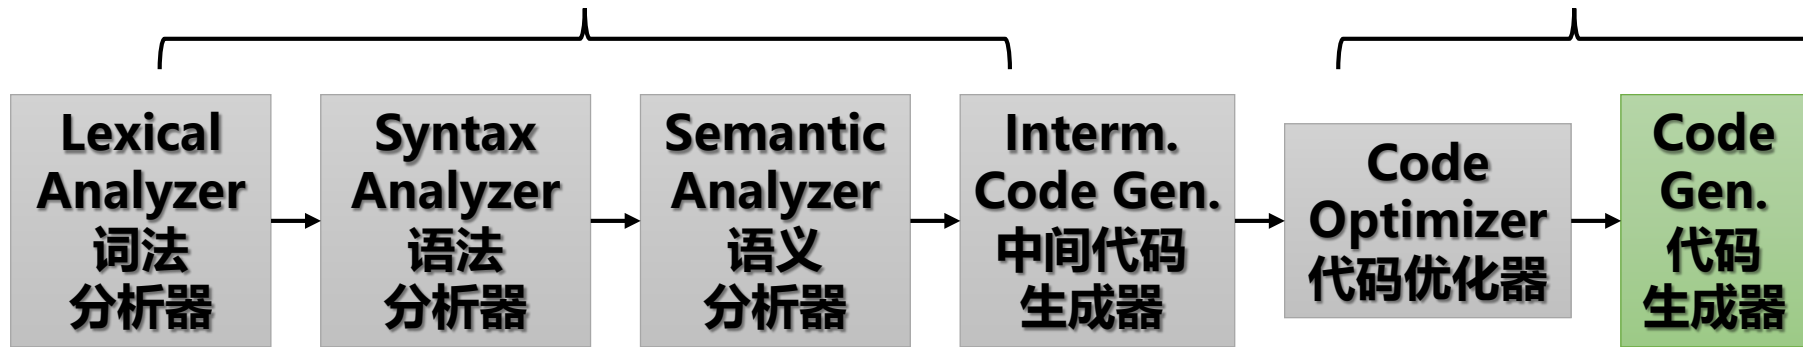 Lexical
Analyzer
词法
分析器
Syntax
Analyzer
语法
分析器
Semantic
Analyzer
语义
分析器
Interm.
Code Gen.
中间代码
生成器
Code
Optimizer
代码优化器
Code
Gen.
代码
生成器